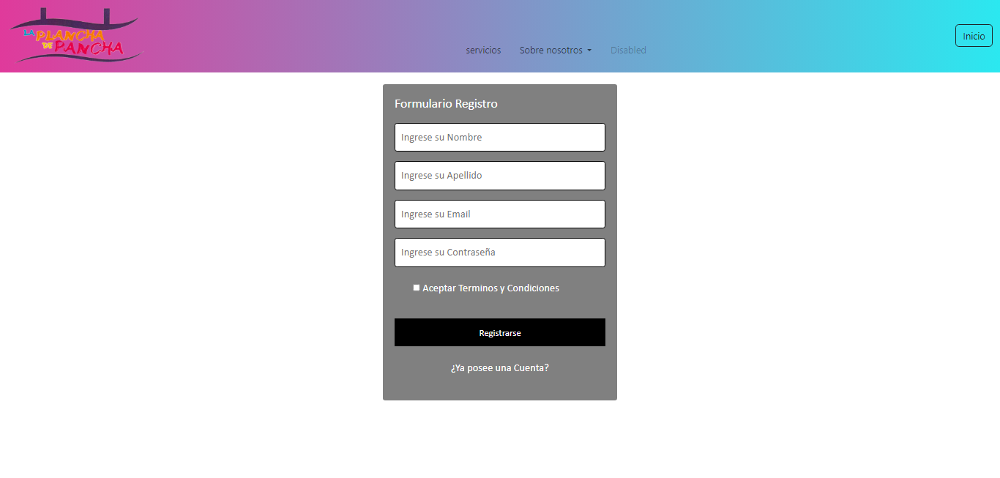 LA PLANCHA
DE PANCHA
servicios Sobre nosotros Disabled
Inicio
Formulario Registro
Ingrese su Nombre
Ingrese su Apellido
Ingrese su Email
Ingrese su Contraseña
Aceptar Terminos y Condiciones
Registrarse
¿Ya posee una Cuenta?